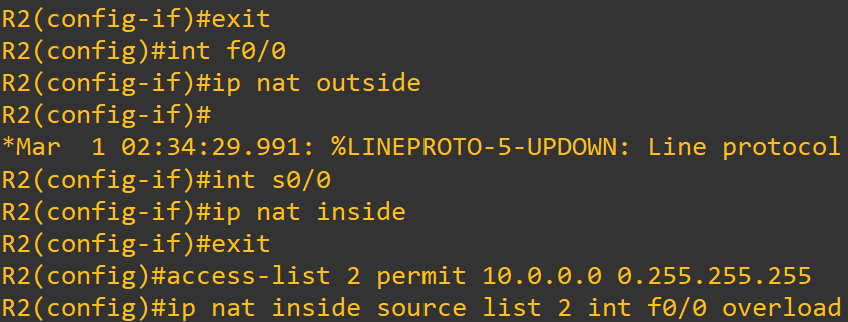 R2(config-if)#exit
R2(config)#int f0/0
R2(config-if)#ip nat outside
R2(config-if)#
*Mar  1 02:34:29.991: %LINEPROTO-5-UPDOWN: Line protocol
R2(config-if)#int s0/0
R2(config-if)#ip nat inside
R2(config-if)#exit
R2(config)#access-list 2 permit 10.0.0.0 0.255.255.255
R2(config)#ip nat inside source list 2 int f0/0 overload